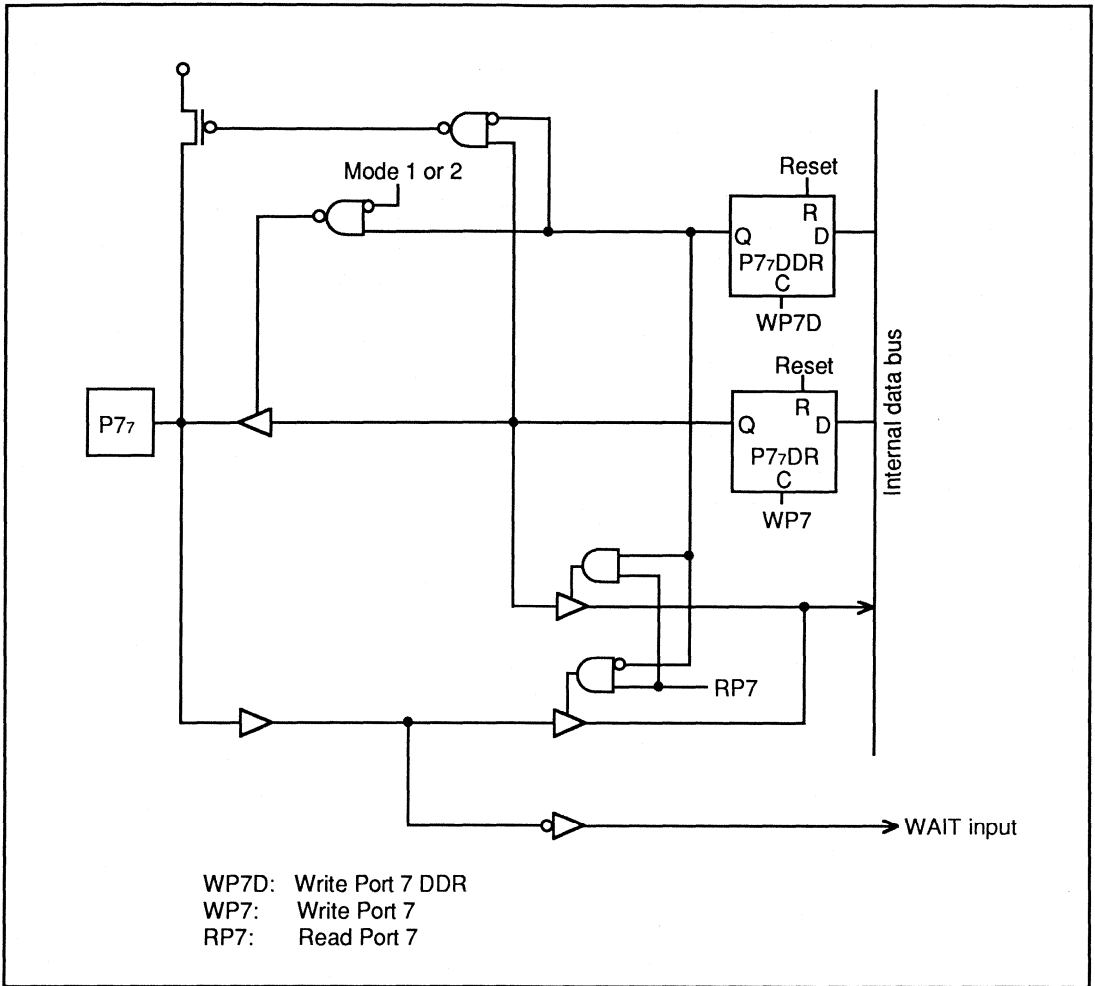 Mode 1 or 2
Reset
R
Q D
P77DDR
C
WP7D
Reset
R
Q D
P77DR
C
WP7
P77
Internal data bus
RP7
WAIT input
WP7D: Write Port 7 DDR
WP7: Write Port 7
RP7: Read Port 7